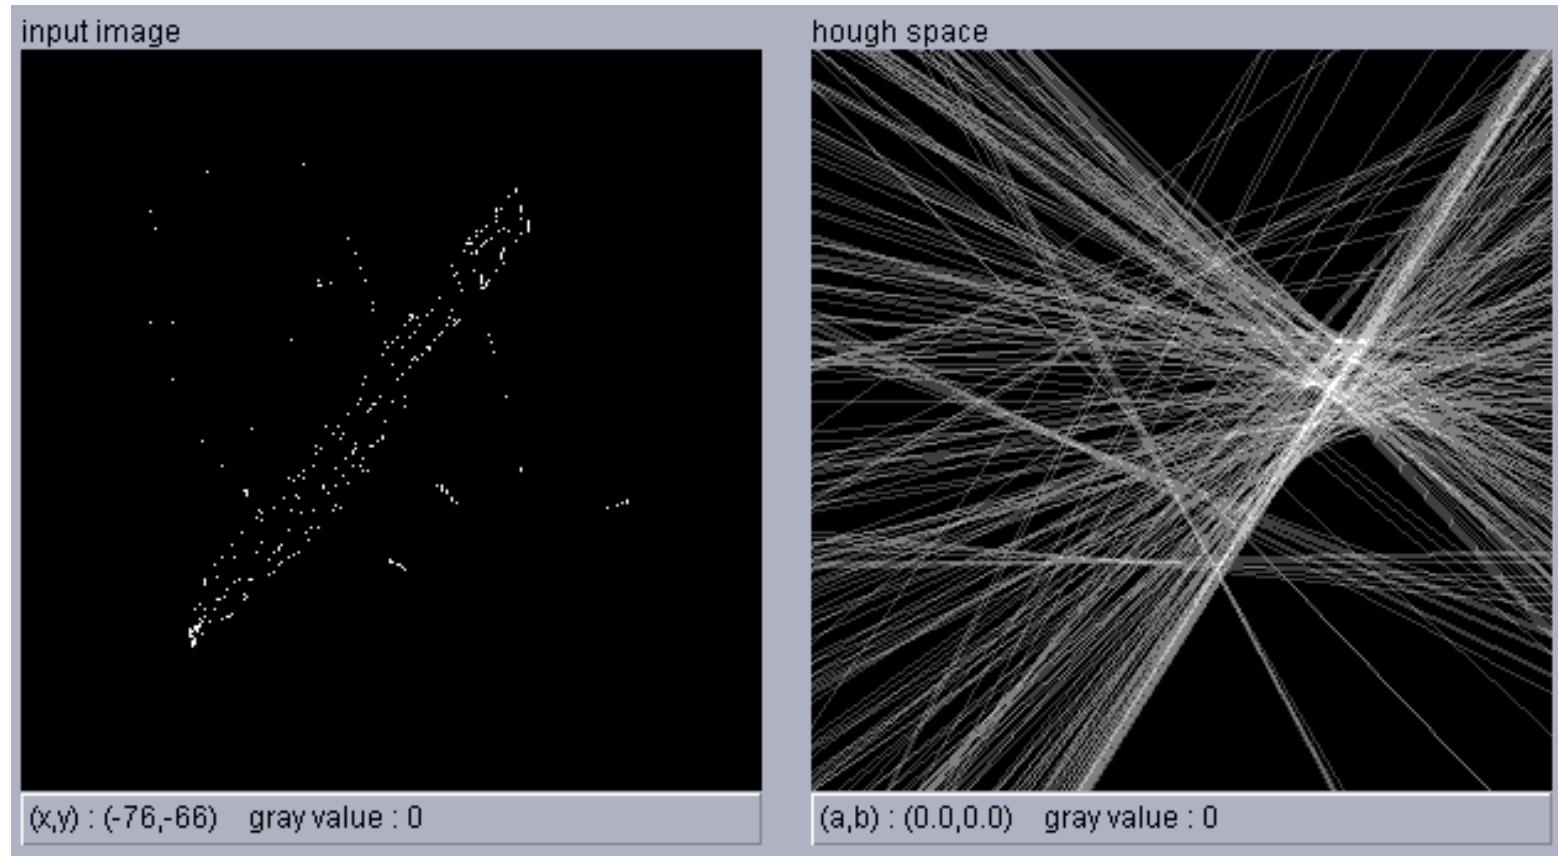 input image
hough space
(x,y) : (-76,-66) gray value : 0
(a,b) : (0.0,0.0) gray value : 0